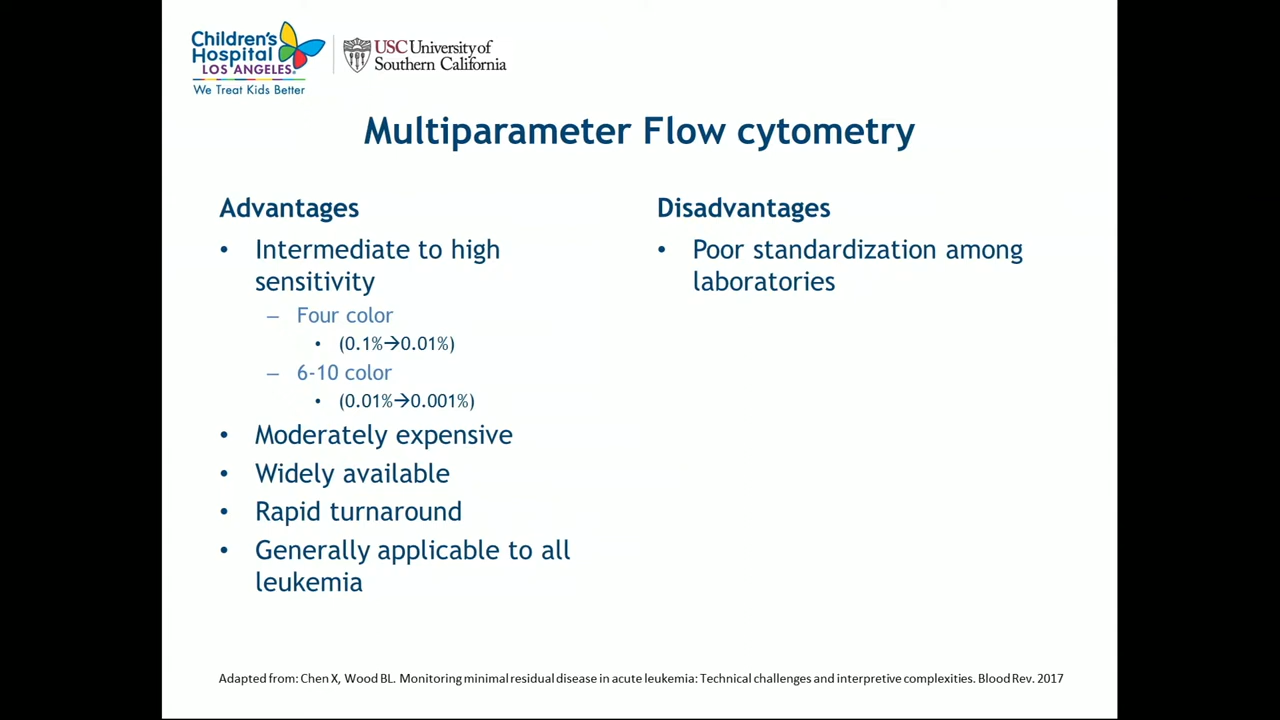 Children's
Hospital
LOS ANGELES®
We Treat Kids Better
USC University of
Southern California
Multiparameter Flow cytometry
Advantages
• Intermediate to high
sensitivity
– Four color
• (0.1%→0.01%)
– 6-10 color
• (0.01%→0.001%)
• Moderately expensive
• Widely available
• Rapid turnaround
• Generally applicable to all
leukemia
Disadvantages
• Poor standardization among
laboratories
Adapted from: Chen X, Wood BL. Monitoring minimal residual disease in acute leukemia: Technical challenges and interpretive complexities. Blood Rev. 2017